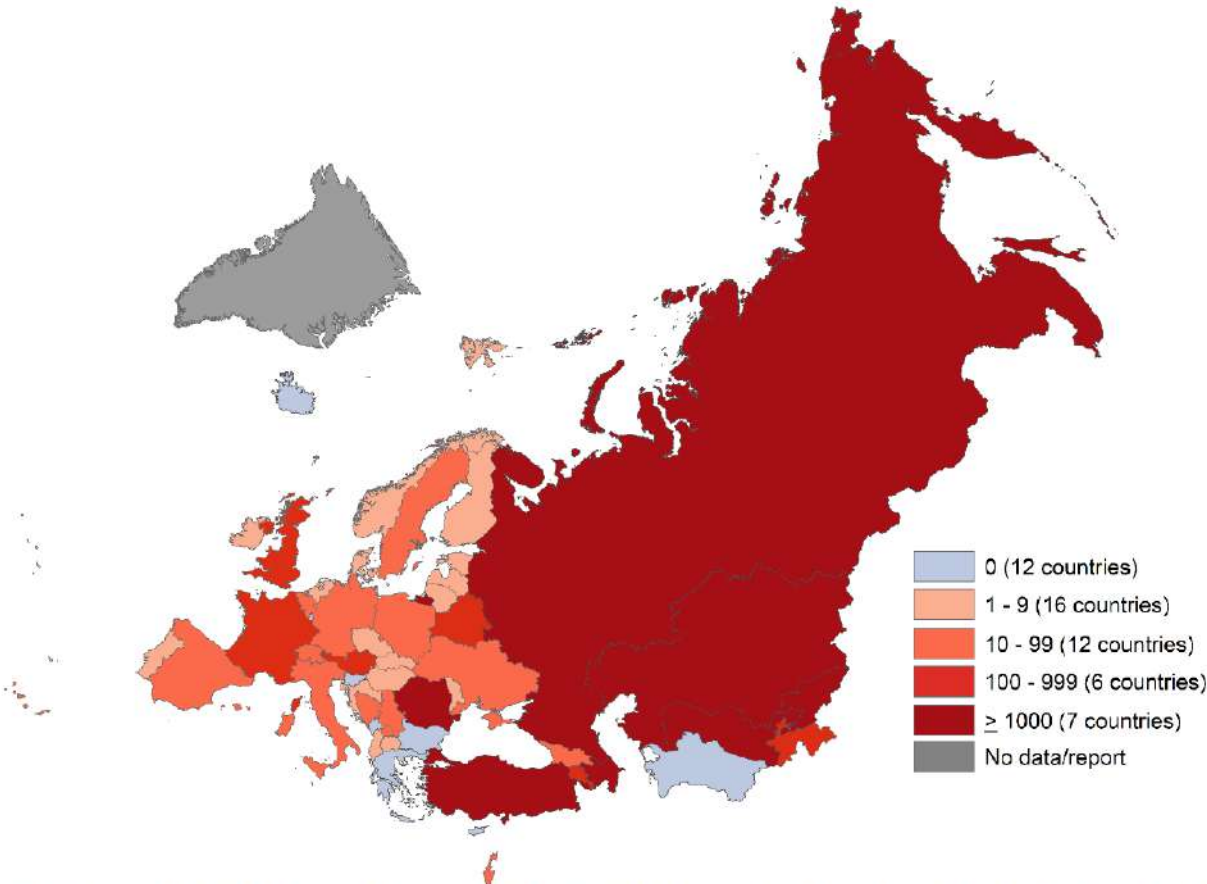 0 (12 countries)
1 - 9 (16 countries)
10 - 99 (12 countries)
100 - 999 (6 countries)
≥ 1000 (7 countries)
No data/report